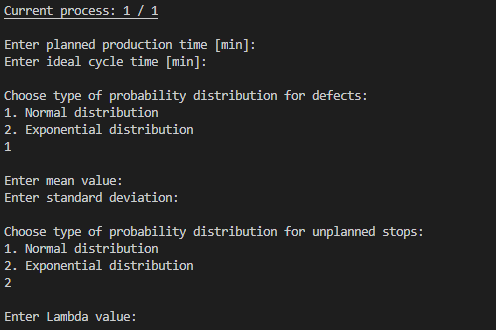 Current process: 1 / 1
Enter planned production time [min]:
Enter ideal cycle time [min]:
Choose type of probability distribution for defects:
1. Normal distribution
2. Exponential distribution
1
Enter mean value:
Enter standard deviation:
Choose type of probability distribution for unplanned stops:
1. Normal distribution
2. Exponential distribution
2
Enter Lambda value: